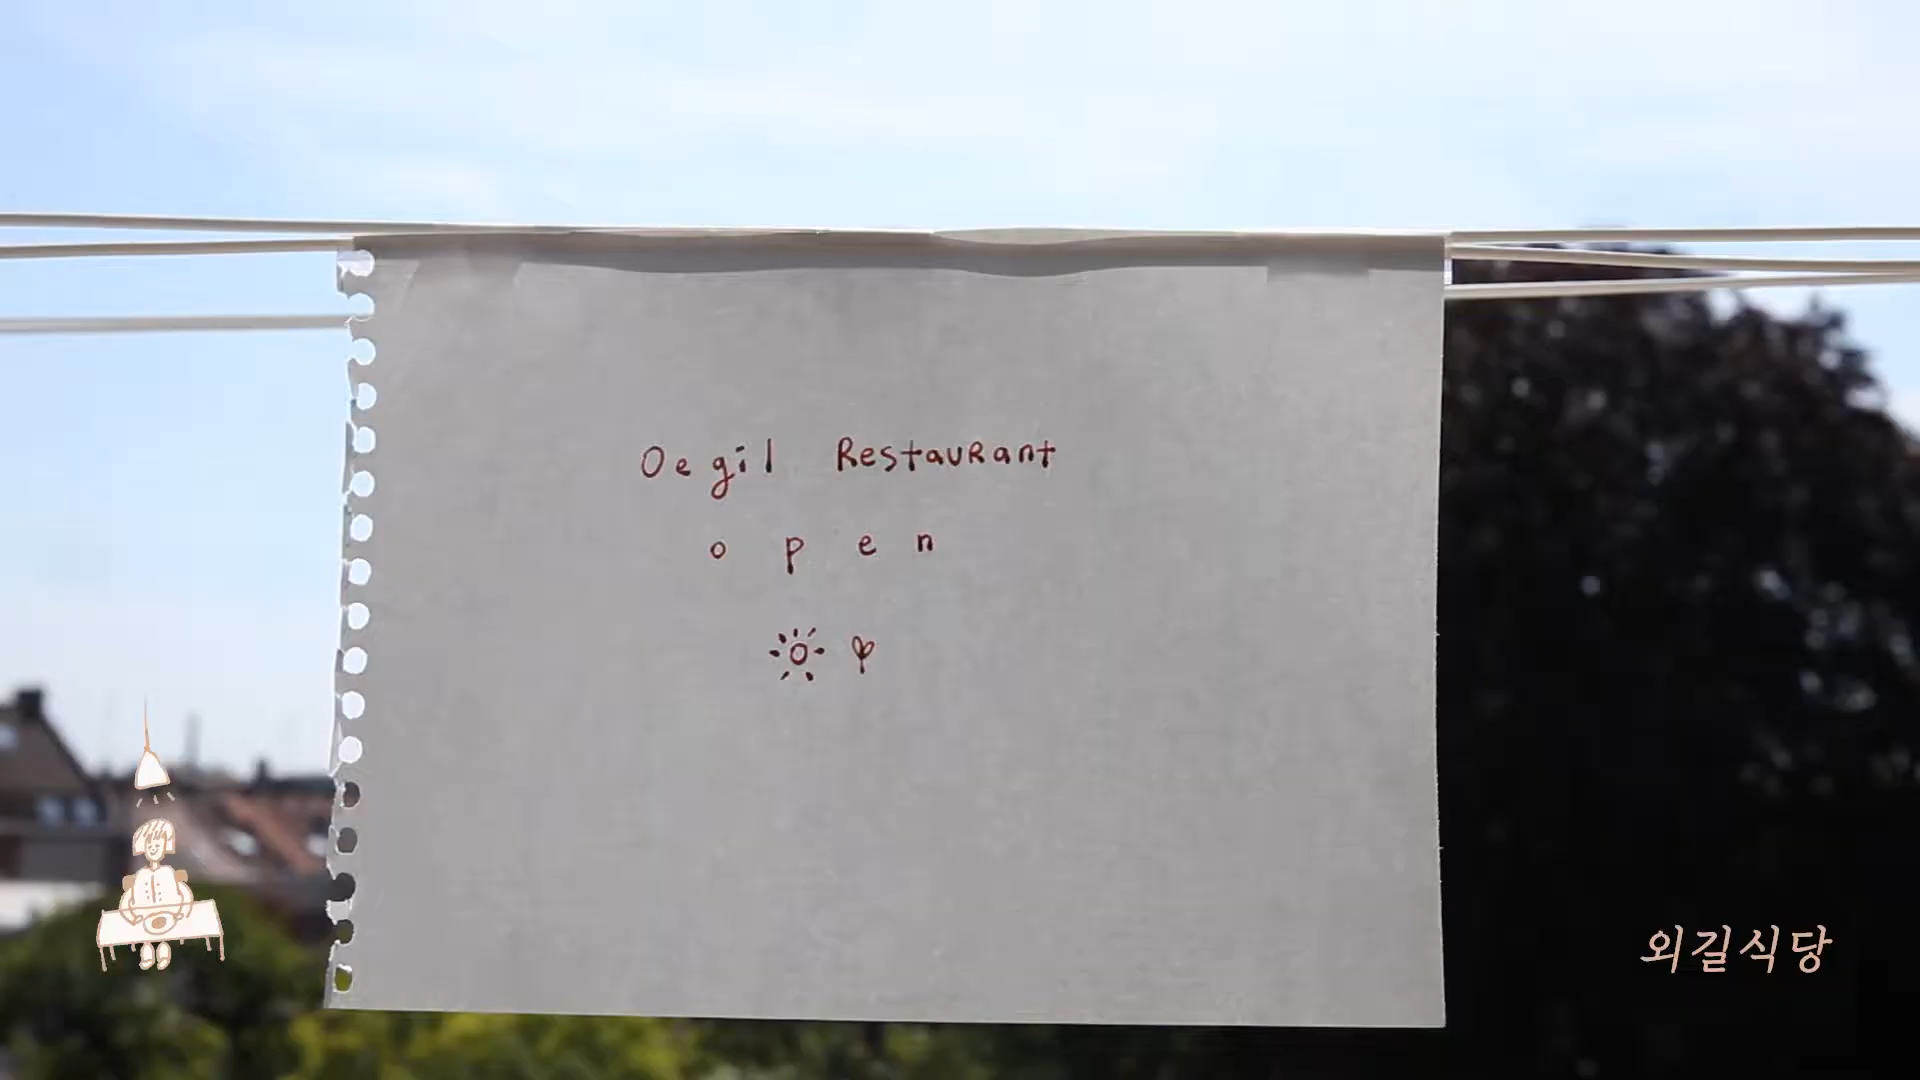 Oegil Restaurant
open
외길식당